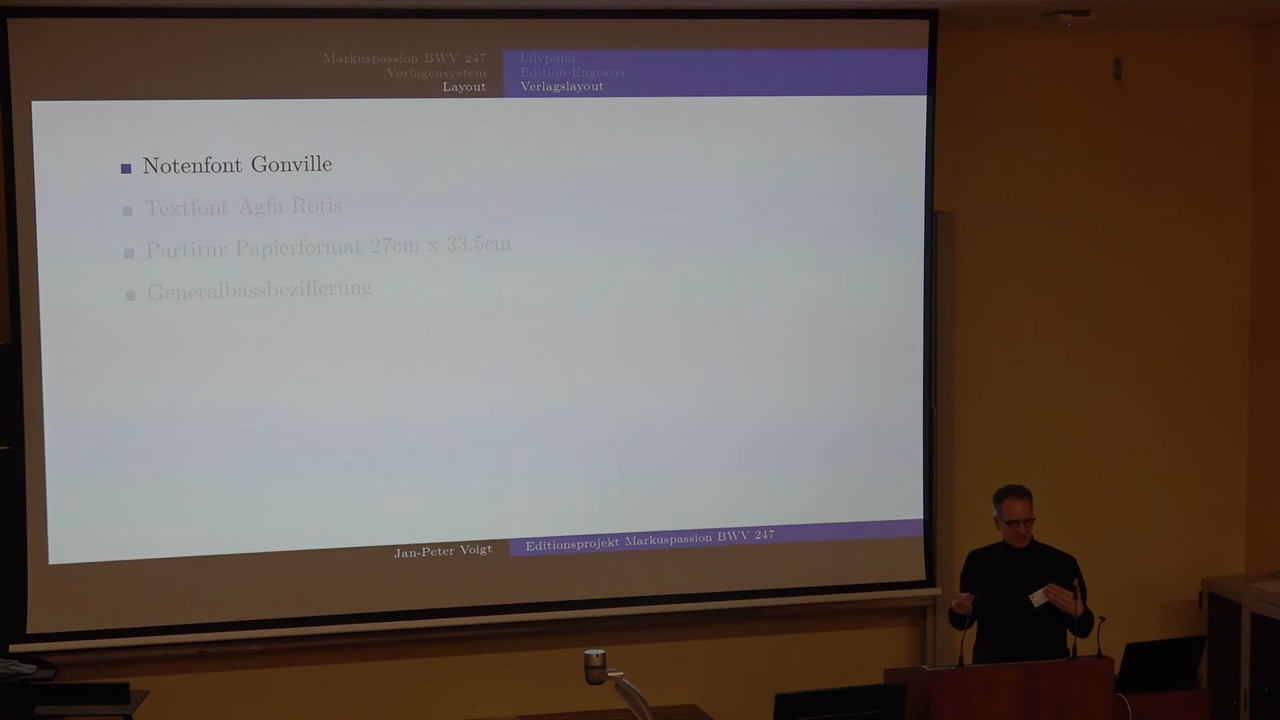 Markuspassion BWV 247
Vorlagensystem
Layout
Lilypond
Edition-Engraver
Verlagslayout
Notenfont Gonville
Textfont Agfa Rotis
Partitur Papierformat 27cm x 33.5cm
Generalbassbezifferung
Jan-Peter Voigt
Editionsprojekt Markuspassion BWV 247